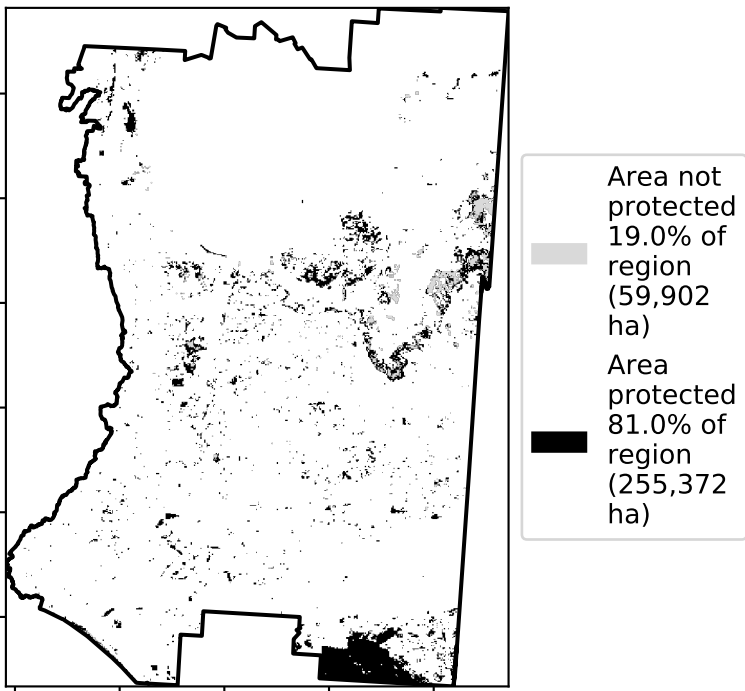 Area not
protected
19.0% of
region
(59,902
ha)
Area
protected
81.0% of
region
(255,372
ha)